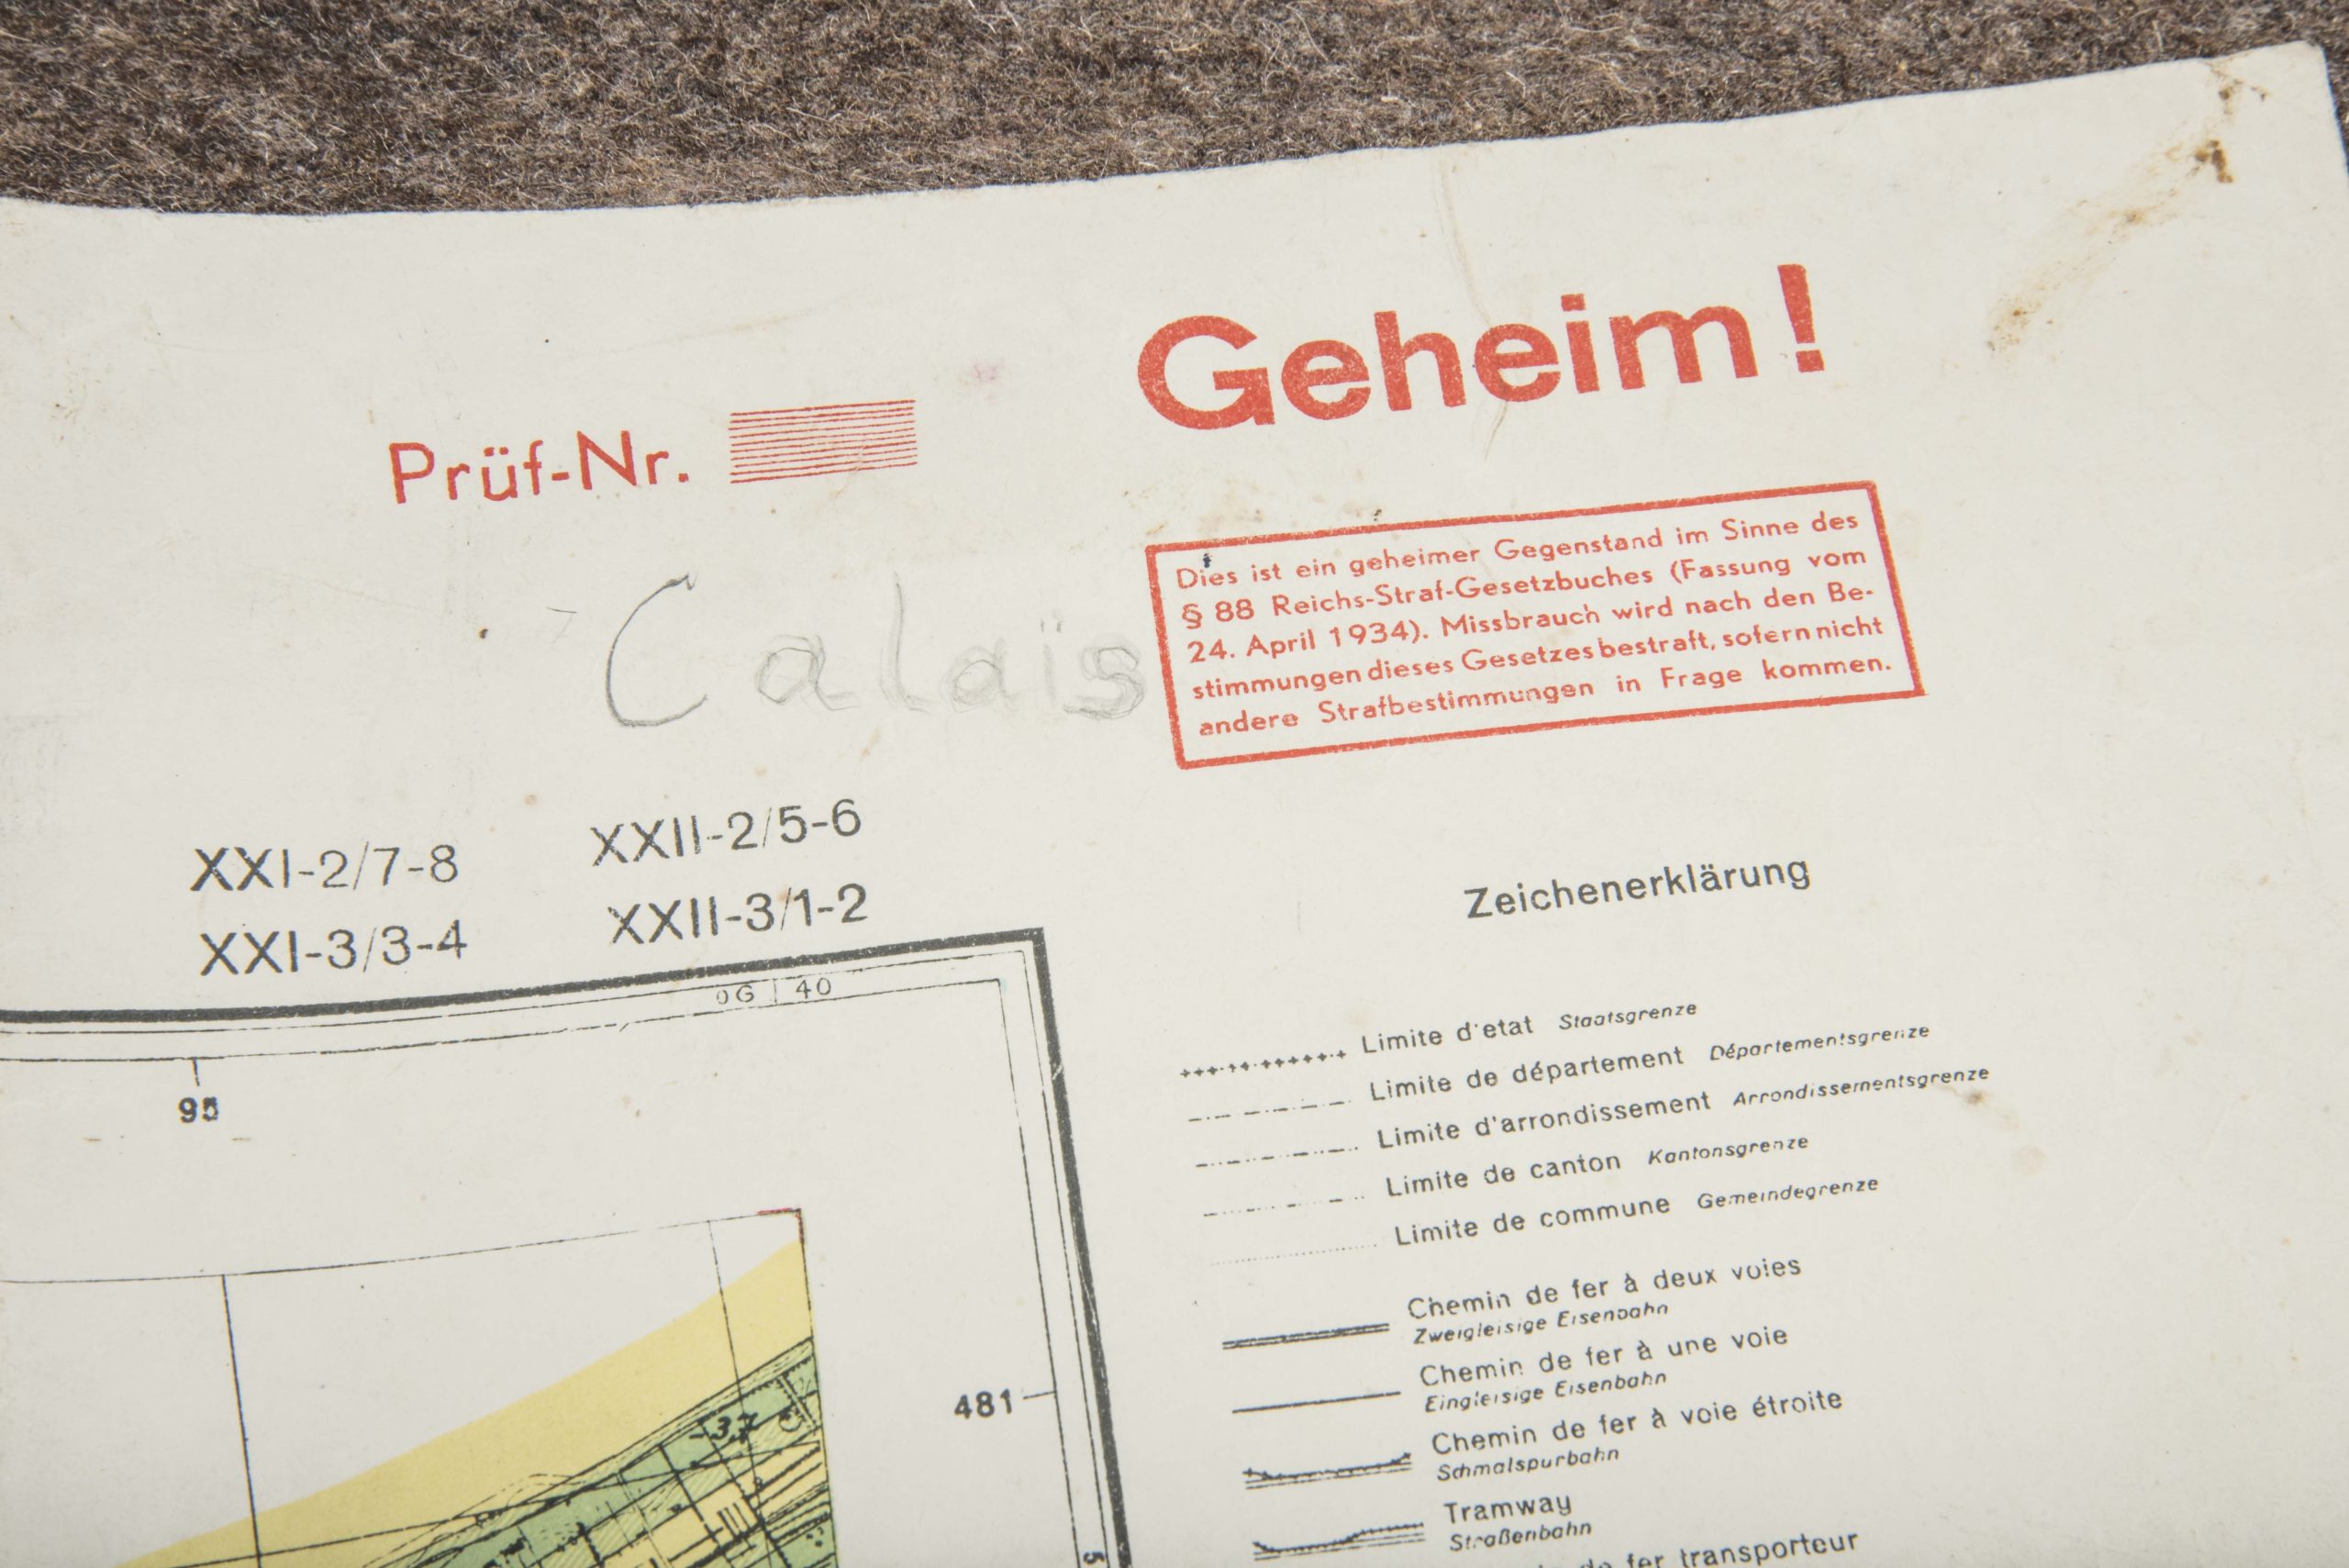 Geheim!
Prüf-Nr.
Dies ist ein geheimer Gegenstand im Sinne des
§ 88 Reichs-Straf-Gesetzbuches (Fassung vom
24. April 1934). Missbrauch wird nach den Be-
stimmungen dieses Gesetzes bestraft, sofern nicht
andere Strafbestimmungen in Frage kommen.
Calais
XXI-2/7-8 XXII-2/5-6
XXI-3/3-4 XXII-3/1-2
Zeichenerklärung
40
95
481
37
Limite d'etat Staatsgrenze
Limite de département Départementsgrenze
Limite d'arrondissement Arrondissementsgrenze
Limite de canton Kantonsgrenze
Limite de commune Gemeindegrenze
Chemin de fer à deux voies
Zweigleisige Eisenbahn
Chemin de fer à une voie
Eingleisige Eisenbahn
Chemin de fer à voie étroite
Schmalspurbahn
Tramway
Straßenbahn
de fer transporteur
5